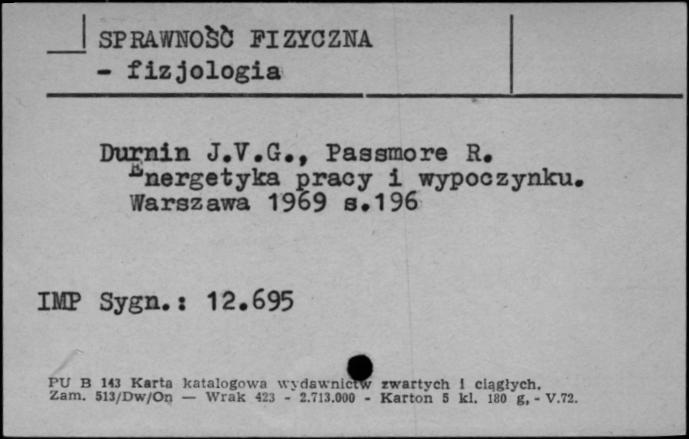 SPRAWNOŚĆ FIZYCZNA
- fizjologia
Durnin J.V.G., Passmore R.
Energetyka pracy i wypoczynku.
Warszawa 1969 s.196
IMP Sygn.: 12.695
PU B 143 Karta katalogowa wydawnictw zwartych i ciągłych.
Zam. 513/Dw/On — Wrak 423 - 2.713.000 - Karton 5 kl. 180 g, - V.72.